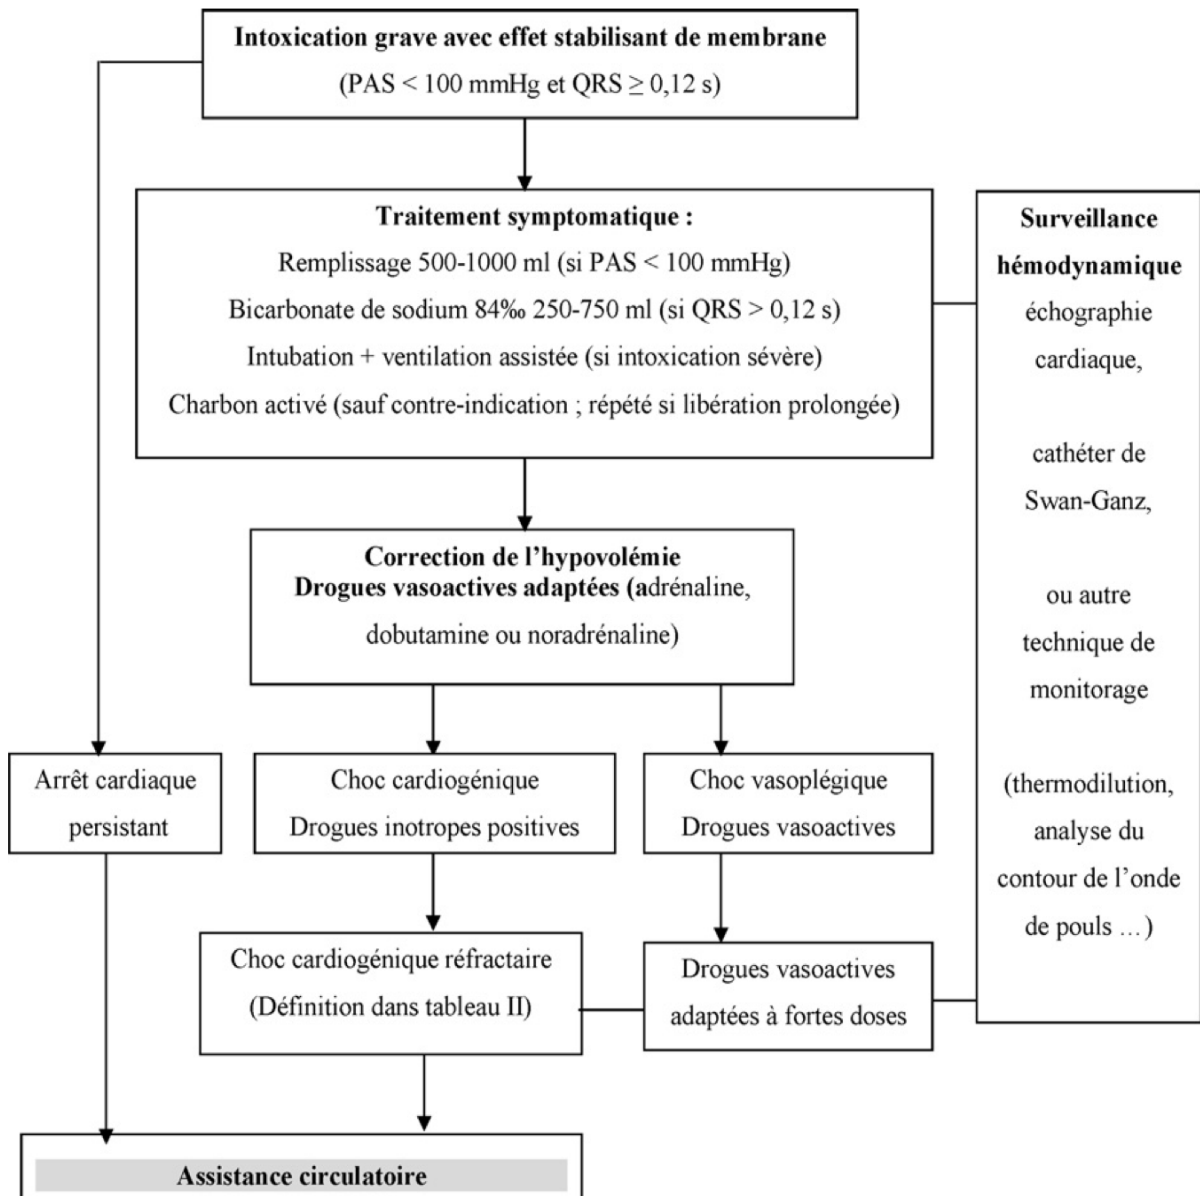 Intoxication grave avec effet stabilisant de membrane
(PAS < 100 mmHg et QRS ≥ 0,12 s)
Traitement symptomatique :
Remplissage 500-1000 ml (si PAS < 100 mmHg)
Bicarbonate de sodium 84‰ 250-750 ml (si QRS > 0,12 s)
Intubation + ventilation assistée (si intoxication sévère)
Charbon activé (sauf contre-indication ; répété si libération prolongée)
Surveillance
hémodynamique
échographie
cardiaque,
cathéter de
Swan-Ganz,
ou autre
technique de
monitorage
(thermodilution,
analyse du
contour de l’onde
de pouls …)
Correction de l’hypovolémie
Drogues vasoactives adaptées (adrénaline,
dobutamine ou noradrénaline)
Arrêt cardiaque
persistant
Choc cardiogénique
Drogues inotropes positives
Choc vasoplégique
Drogues vasoactives
Choc cardiogénique réfractaire
(Définition dans tableau II)
Drogues vasoactives
adaptées à fortes doses
Assistance circulatoire